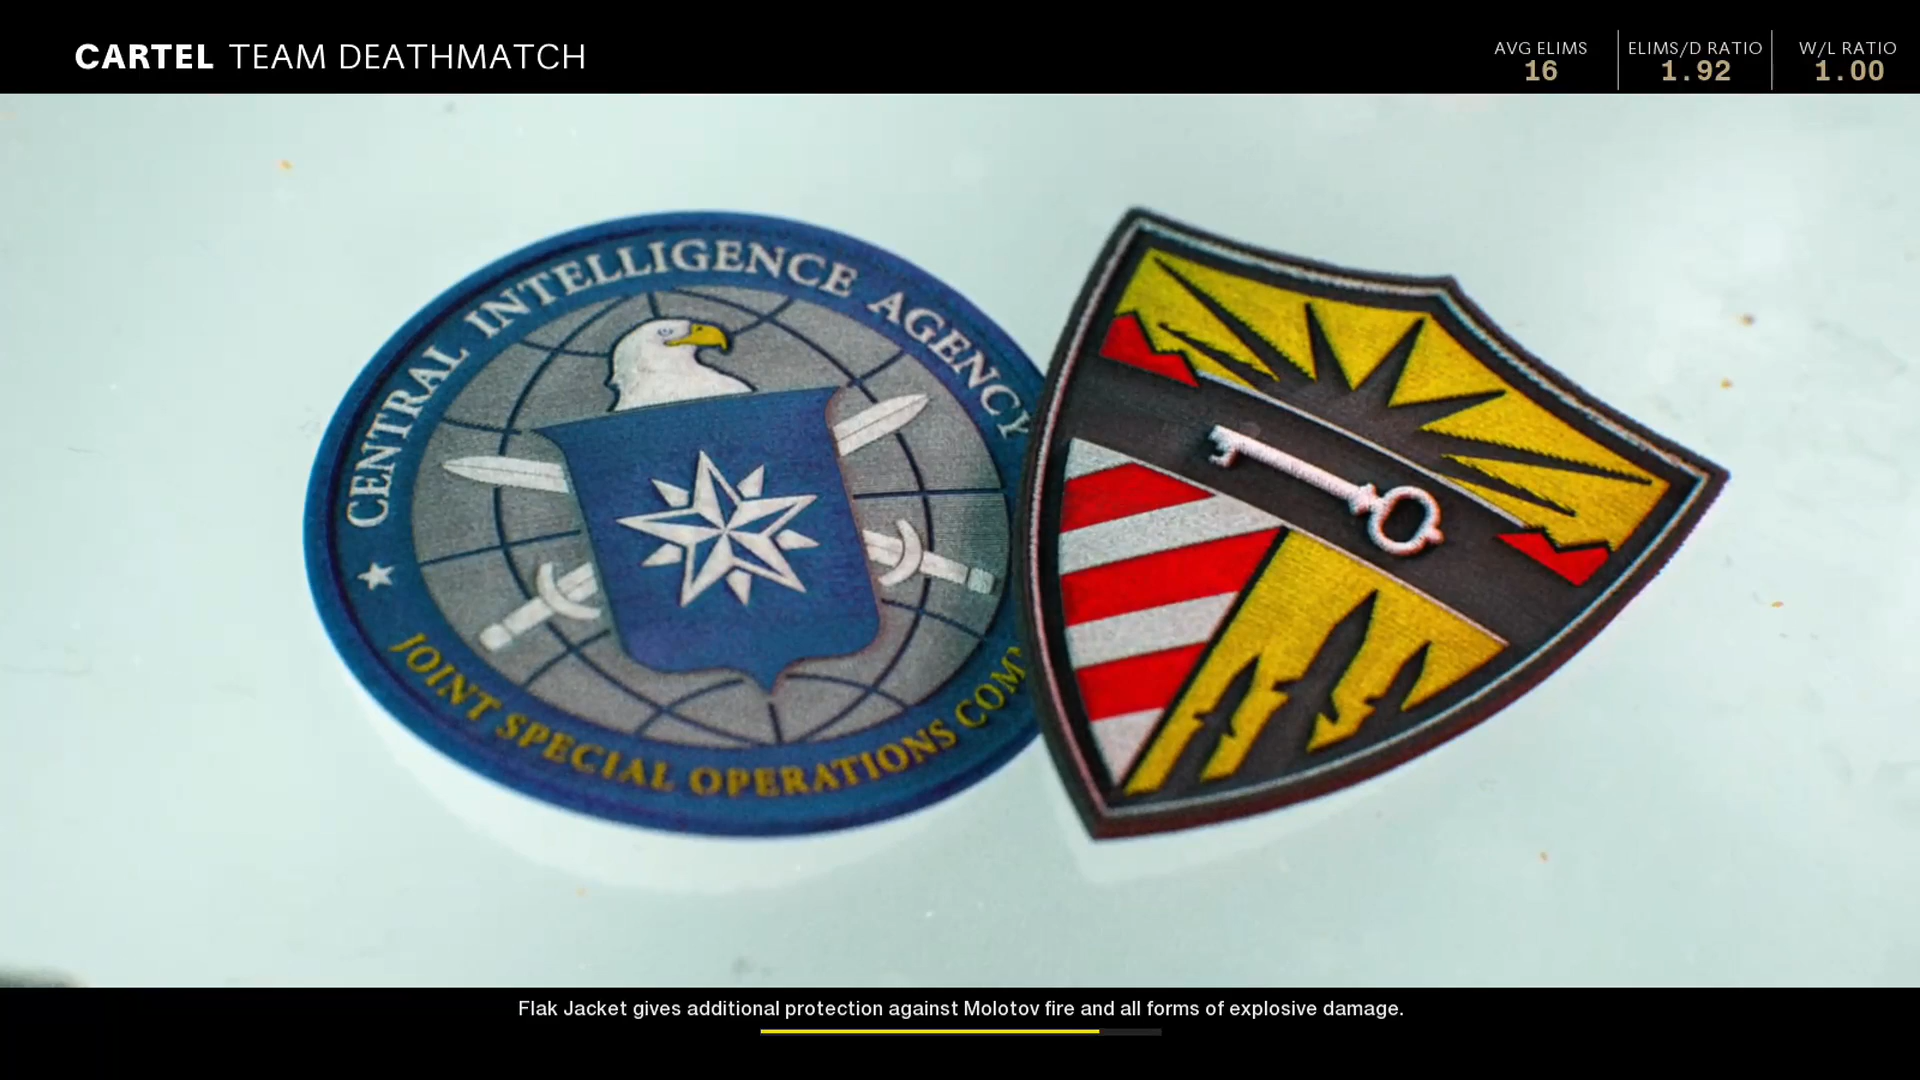 CARTEL TEAM DEATHMATCH
AVG ELIMS
16
ELIMS/D RATIO
1.92
W/L RATIO
1.00
CENTRAL INTELLIGENCE AGENCY
JOINT SPECIAL OPERATIONS
Flak Jacket gives additional protection against Molotov fire and all forms of explosive damage.